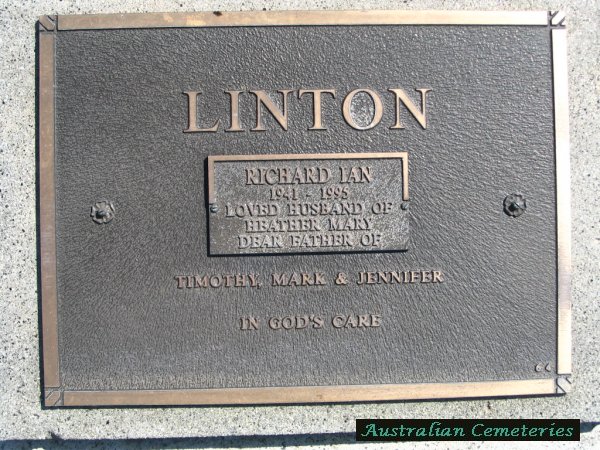 LINTON
RICHARD IAN
1941 - 1995
LOVED HUSBAND OF
HEATHER MARY
DEAR FATHER OF
TIMOTHY, MARK & JENNIFER
IN GOD'S CARE
Australian Cemeteries